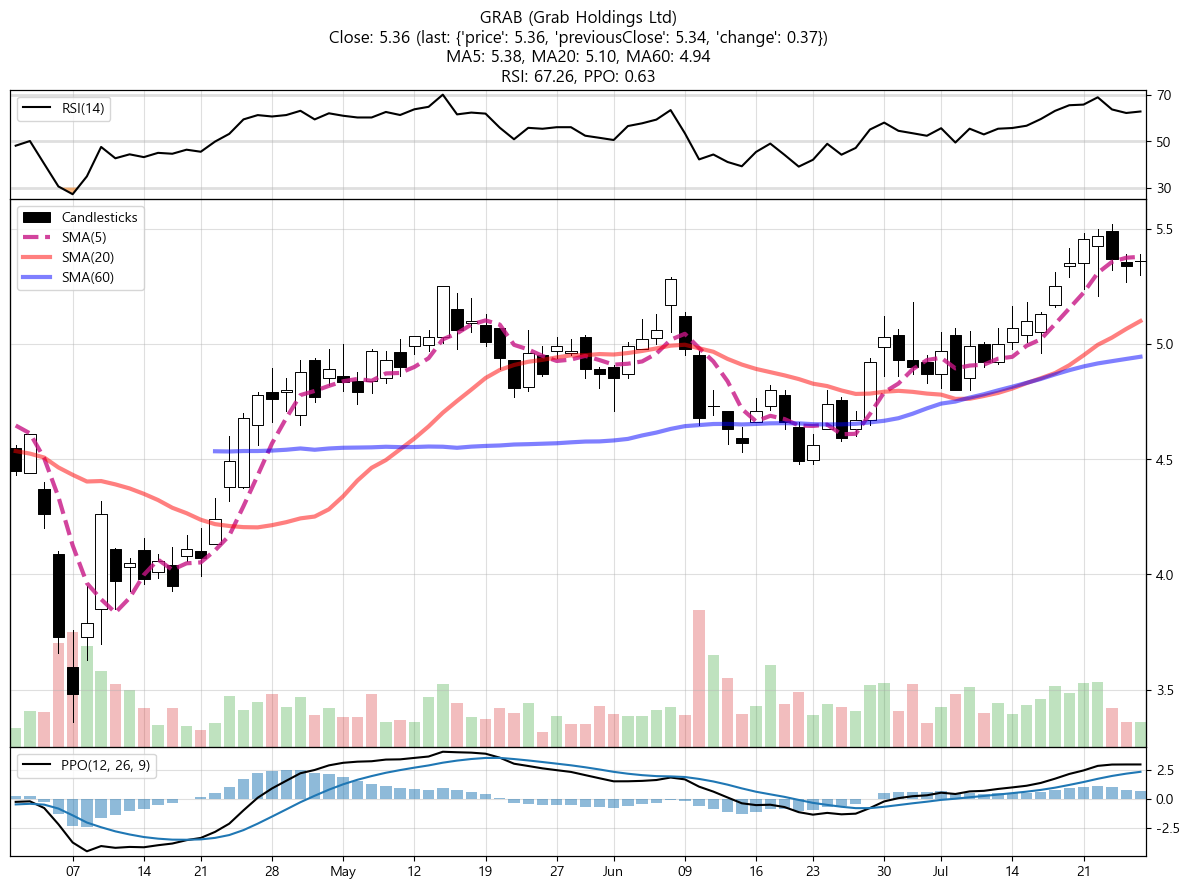 GRAB (Grab Holdings Ltd)
Close: 5.36 (last: {'price': 5.36, 'previousClose': 5.34, 'change': 0.37})
MA5: 5.38, MA20: 5.10, MA60: 4.94
RSI: 67.26, PPO: 0.63
RSI(14)
70
50
30
Candlesticks
SMA(5)
SMA(20)
SMA(60)
5.5
5.0
4.5
4.0
3.5
PPO(12, 26, 9)
2.5
0.0
-2.5
07 14 21 28 May 12 19 27 Jun 09 16 23 30 Jul 14 21